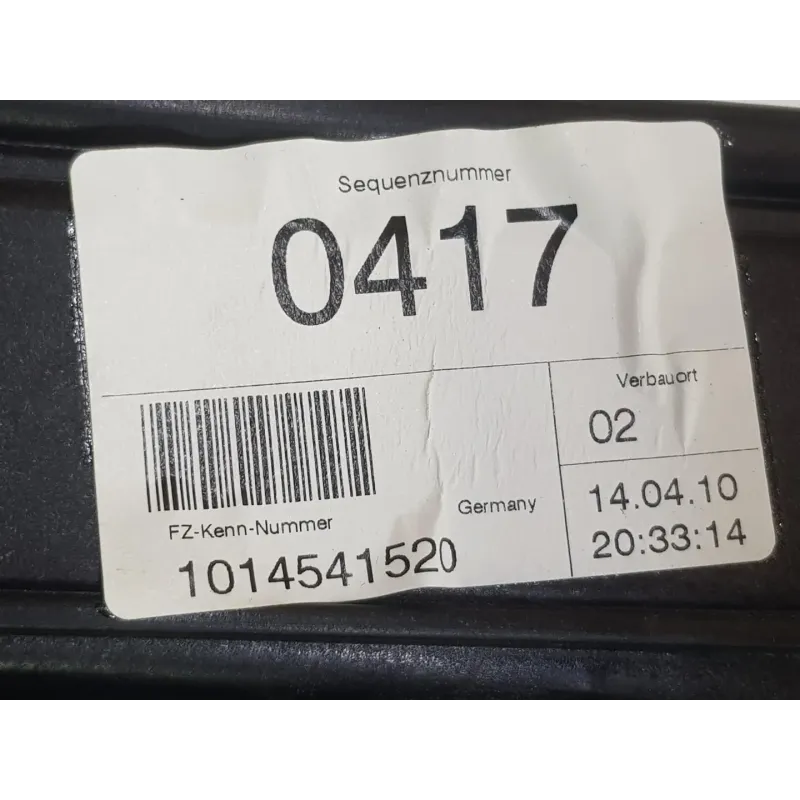 Sequenznummer
0417
Verbauort
02
Germany
14.04.10
20:33:14
FZ-Kenn-Nummer
1014541520